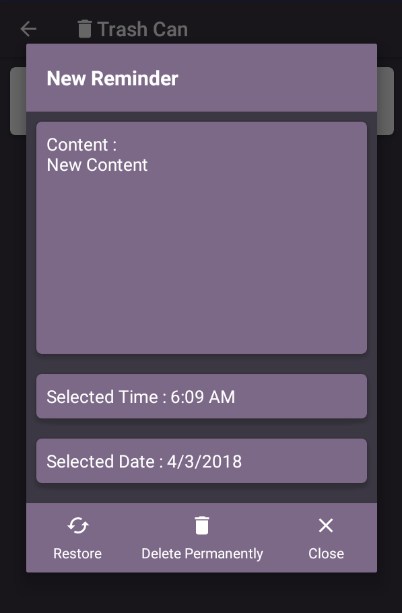 Trash Can
New Reminder
Content :
New Content
Selected Time : 6:09 AM
Selected Date : 4/3/2018
Restore
Delete Permanently
Close